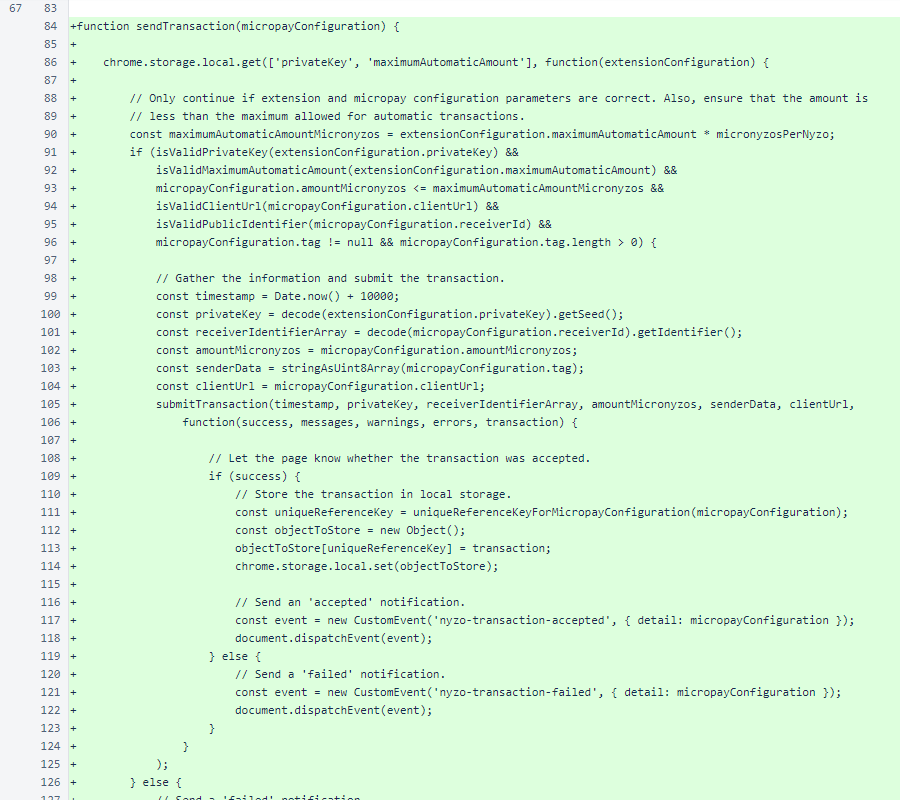 67 83
84 +function sendTransaction(micropayConfiguration) {
85 +
86 + chrome.storage.local.get(['privateKey', 'maximumAutomaticAmount'], function(extensionConfiguration) {
87 +
88 + // Only continue if extension and micropay configuration parameters are correct. Also, ensure that the amount is
89 + // less than the maximum allowed for automatic transactions.
90 + const maximumAutomaticAmountMicronyzos = extensionConfiguration.maximumAutomaticAmount * micronyzosPerNyzo;
91 + if (isValidPrivateKey(extensionConfiguration.privateKey) &&
92 + isValidMaximumAutomaticAmount(extensionConfiguration.maximumAutomaticAmount) &&
93 + micropayConfiguration.amountMicronyzos <= maximumAutomaticAmountMicronyzos &&
94 + isValidClientUrl(micropayConfiguration.clientUrl) &&
95 + isValidPublicIdentifier(micropayConfiguration.receiverId) &&
96 + micropayConfiguration.tag != null && micropayConfiguration.tag.length > 0) {
97 +
98 + // Gather the information and submit the transaction.
99 + const timestamp = Date.now() + 10000;
100 + const privateKey = decode(extensionConfiguration.privateKey).getSeed();
101 + const receiverIdentifierArray = decode(micropayConfiguration.receiverId).getIdentifier();
102 + const amountMicronyzos = micropayConfiguration.amountMicronyzos;
103 + const senderData = stringAsUint8Array(micropayConfiguration.tag);
104 + const clientUrl = micropayConfiguration.clientUrl;
105 + submitTransaction(timestamp, privateKey, receiverIdentifierArray, amountMicronyzos, senderData, clientUrl,
106 + function(success, messages, warnings, errors, transaction) {
107 +
108 + // Let the page know whether the transaction was accepted.
109 + if (success) {
110 + // Store the transaction in local storage.
111 + const uniqueReferenceKey = uniqueReferenceKeyForMicropayConfiguration(micropayConfiguration);
112 + const objectToStore = new Object();
113 + objectToStore[uniqueReferenceKey] = transaction;
114 + chrome.storage.local.set(objectToStore);
115 +
116 + // Send an 'accepted' notification.
117 + const event = new CustomEvent('nyzo-transaction-accepted', { detail: micropayConfiguration });
118 + document.dispatchEvent(event);
119 + } else {
120 + // Send a 'failed' notification.
121 + const event = new CustomEvent('nyzo-transaction-failed', { detail: micropayConfiguration });
122 + document.dispatchEvent(event);
123 + }
124 + }
125 + );
126 + } else {
127 + // Send a 'failed' notification.